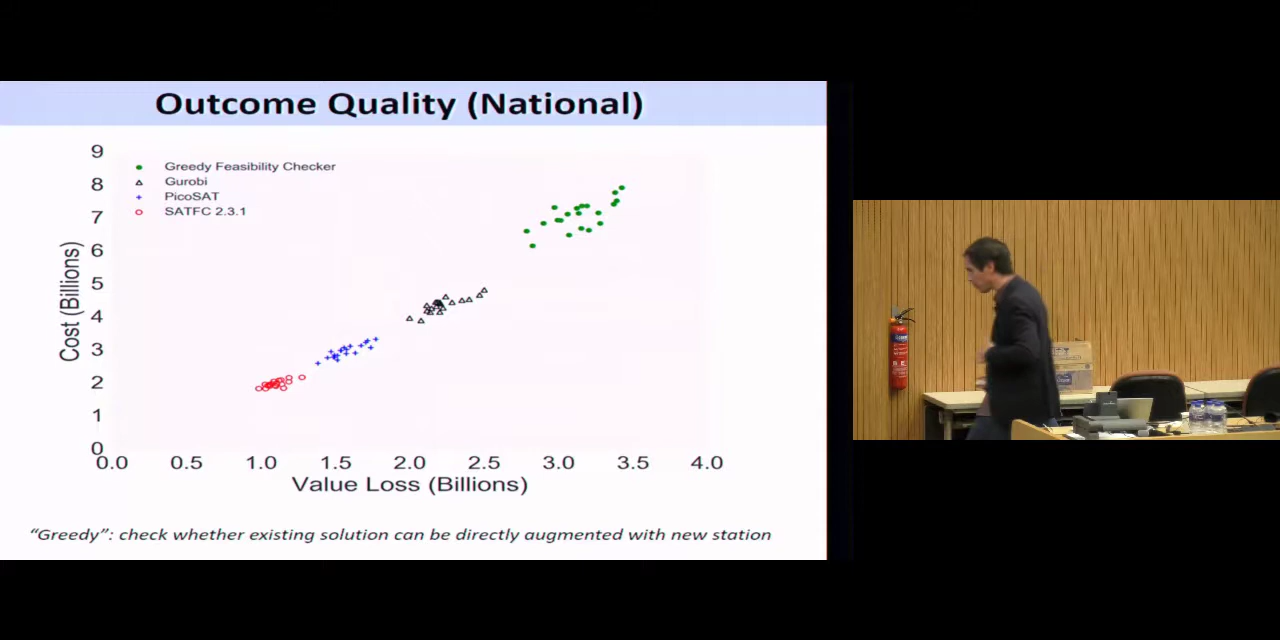 Outcome Quality (National)
9
8
7
6
5
4
3
2
1
0
Cost (Billions)
Greedy Feasibility Checker
Gurobi
PicoSAT
SATFC 2.3.1
0.0 0.5 1.0 1.5 2.0 2.5 3.0 3.5 4.0
Value Loss (Billions)
“Greedy”: check whether existing solution can be directly augmented with new station